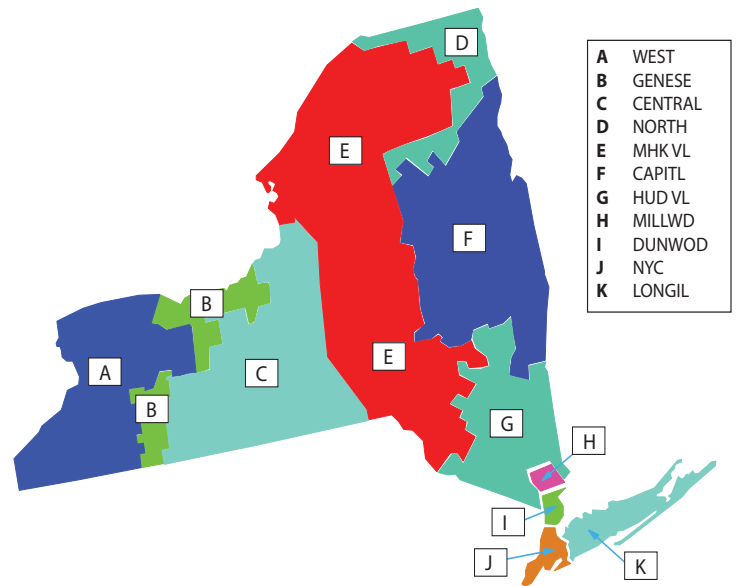 D
E
F
B
A
E
C
B
G
H
I
J
K
A WEST
B GENESE
C CENTRAL
D NORTH
E MHK VL
F CAPITL
G HUD VL
H MILLWD
I DUNWOD
J NYC
K LONGIL